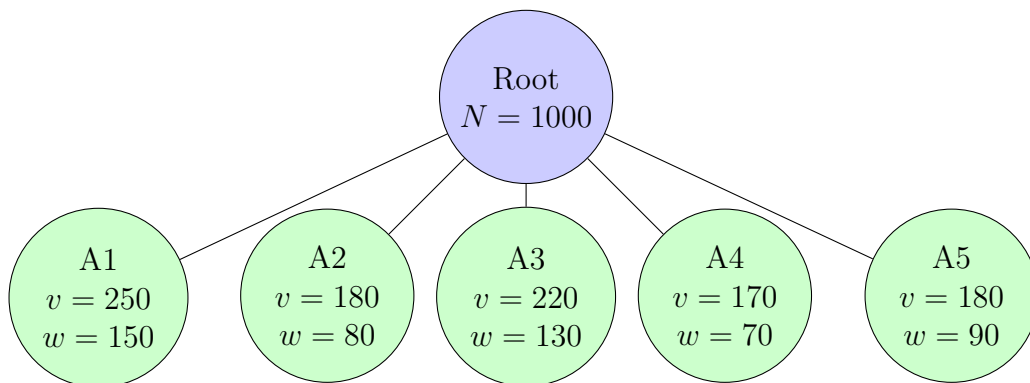 Root
N = 1000
A1
v = 250
w = 150
A2
v = 180
w = 80
A3
v = 220
w = 130
A4
v = 170
w = 70
A5
v = 180
w = 90